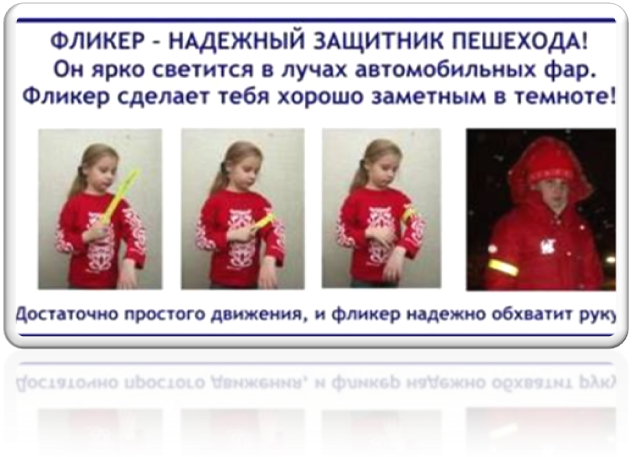 ФЛИКЕР - НАДЕЖНЫЙ ЗАЩИТНИК ПЕШЕХОДА!
Он ярко светится в лучах автомобильных фар.
Фликер сделает тебя хорошо заметным в темноте!
Достаточно простого движения, и фликер надежно обхватит руку